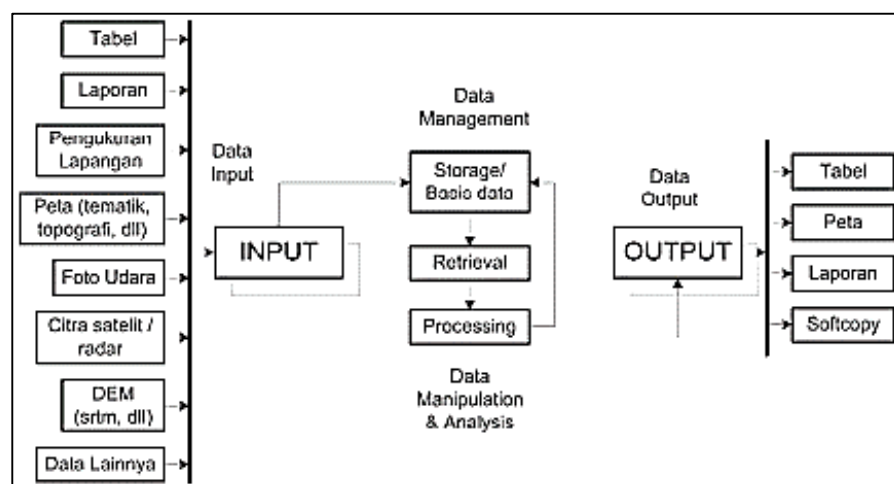 Tabel
Laporan
Pengukuran
Lapangan
Peta (tematik,
topografi, dll)
Foto Udara
Citra satelit /
radar
DEM
(srtm, dll)
Data Lainnya
Data
Input
INPUT
Data
Management
Storage/
Basic data
Retrieval
Processing
Data
Manipulation
& Analysis
Data
Output
OUTPUT
Tabel
Peta
Laporan
Softcopy